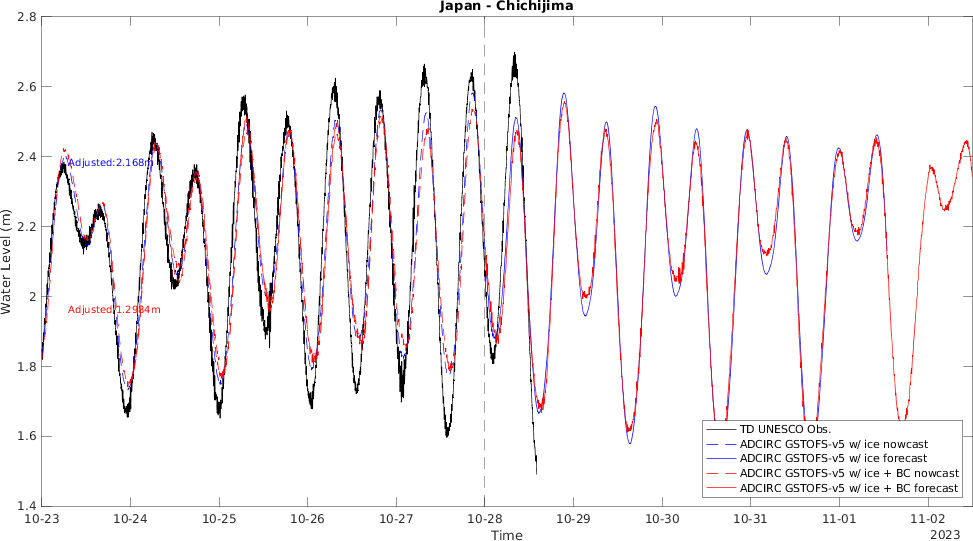 Japan - Chichijima
2.8
2.6
2.4
2.2
2
1.8
1.6
1.4
Water Level (m)
Adjusted:2.168m
Adjusted:1.2984m
TD UNESCO Obs.
ADCIRC GSTOFS-v5 w/ ice nowcast
ADCIRC GSTOFS-v5 w/ ice forecast
ADCIRC GSTOFS-v5 w/ ice + BC nowcast
ADCIRC GSTOFS-v5 w/ ice + BC forecast
10-23 10-24 10-25 10-26 10-27 10-28 10-29 10-30 10-31 11-01 11-02
Time
2023